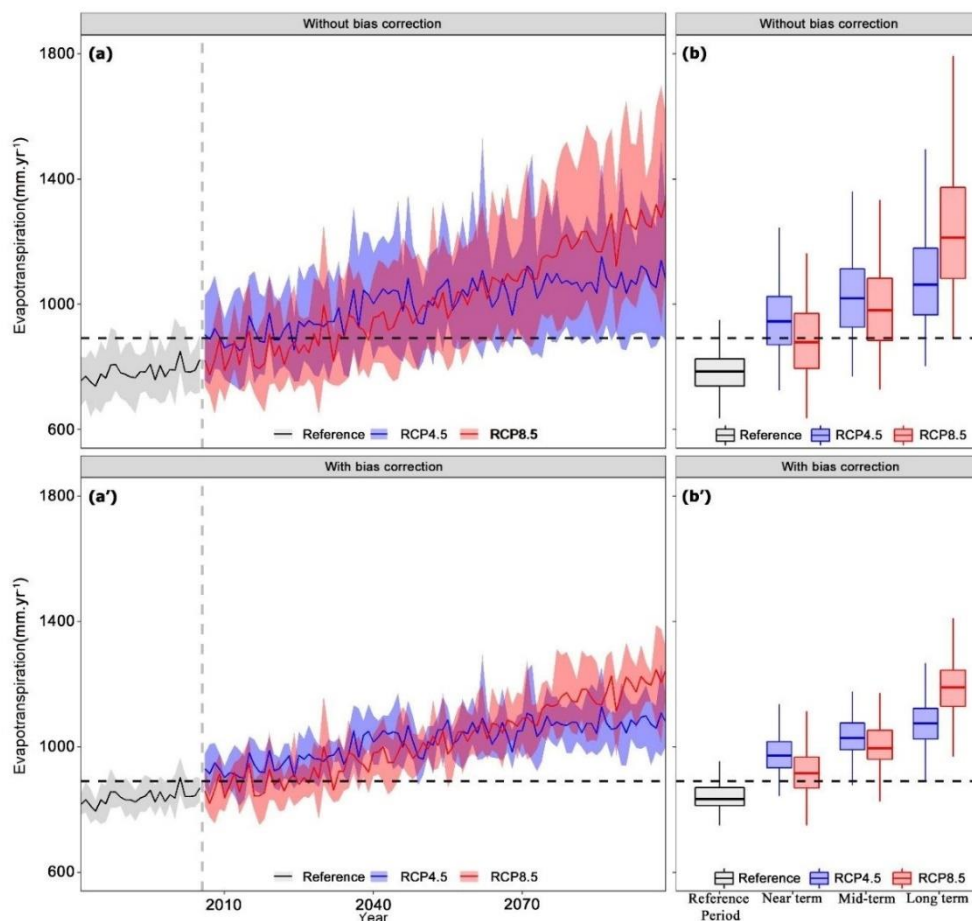 Without bias correction
Without bias correction
(a)
(b)
1800
1400
1000
600
Evapotranspiration(mm.yr⁻¹)
Reference RCP4.5 RCP8.5
Reference RCP4.5 RCP8.5
With bias correction
With bias correction
(a')
(b')
1800
1400
1000
600
Evapotranspiration(mm.yr⁻¹)
Reference RCP4.5 RCP8.5
Reference RCP4.5 RCP8.5
2010 2040 2070
Year
Reference Period Near term Mid-term Long term